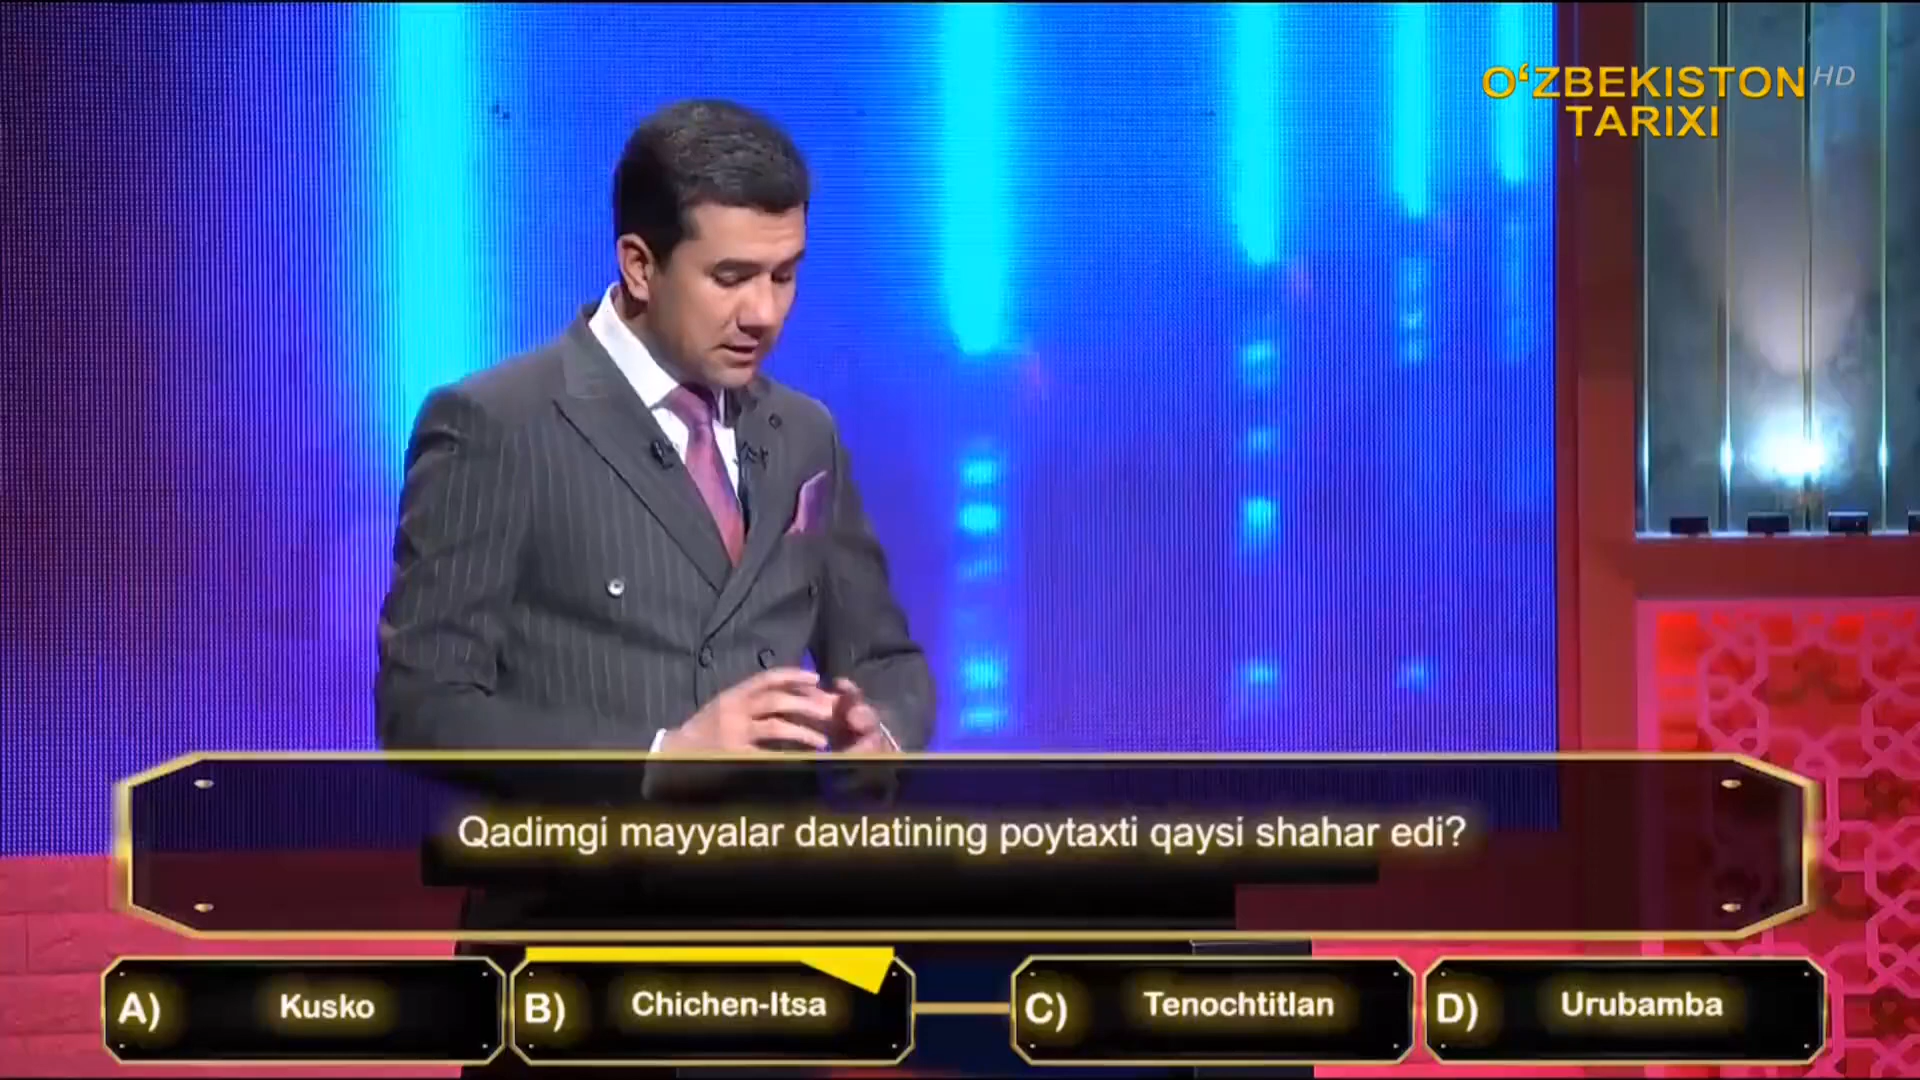 O‘ZBEKISTON HD
TARIXI
Qadimgi mayyalar davlatining poytaxti qaysi shahar edi?
A) Kusko
B) Chichen-Itsa
C) Tenochtitlan
D) Urubamba